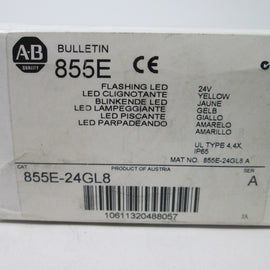 A-B
QUALITY
BULLETIN
855E
CE
FLASHING LED 24V
LED CLIGNOTANTE YELLOW
BLINKENDE LED JAUNE
LED LAMPEGGIANTE GELB
LED PISCANTE GIALLO
LED PARPADEANDO AMARELO
AMARILLO
UL TYPE 4,4X,
IP65
MAT NO. 855E-24GL8 A
CAT PRODUCT OF AUSTRIA SER
855E-24GL8 A
10611320488057